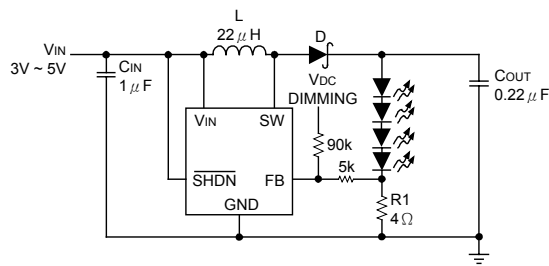 L
22μH
D
VIN
3V ~ 5V
CIN
1μF
VDC
DIMMING
COUT
0.22μF
VIN
SW
90k
SHDN
FB
5k
GND
R1
4Ω